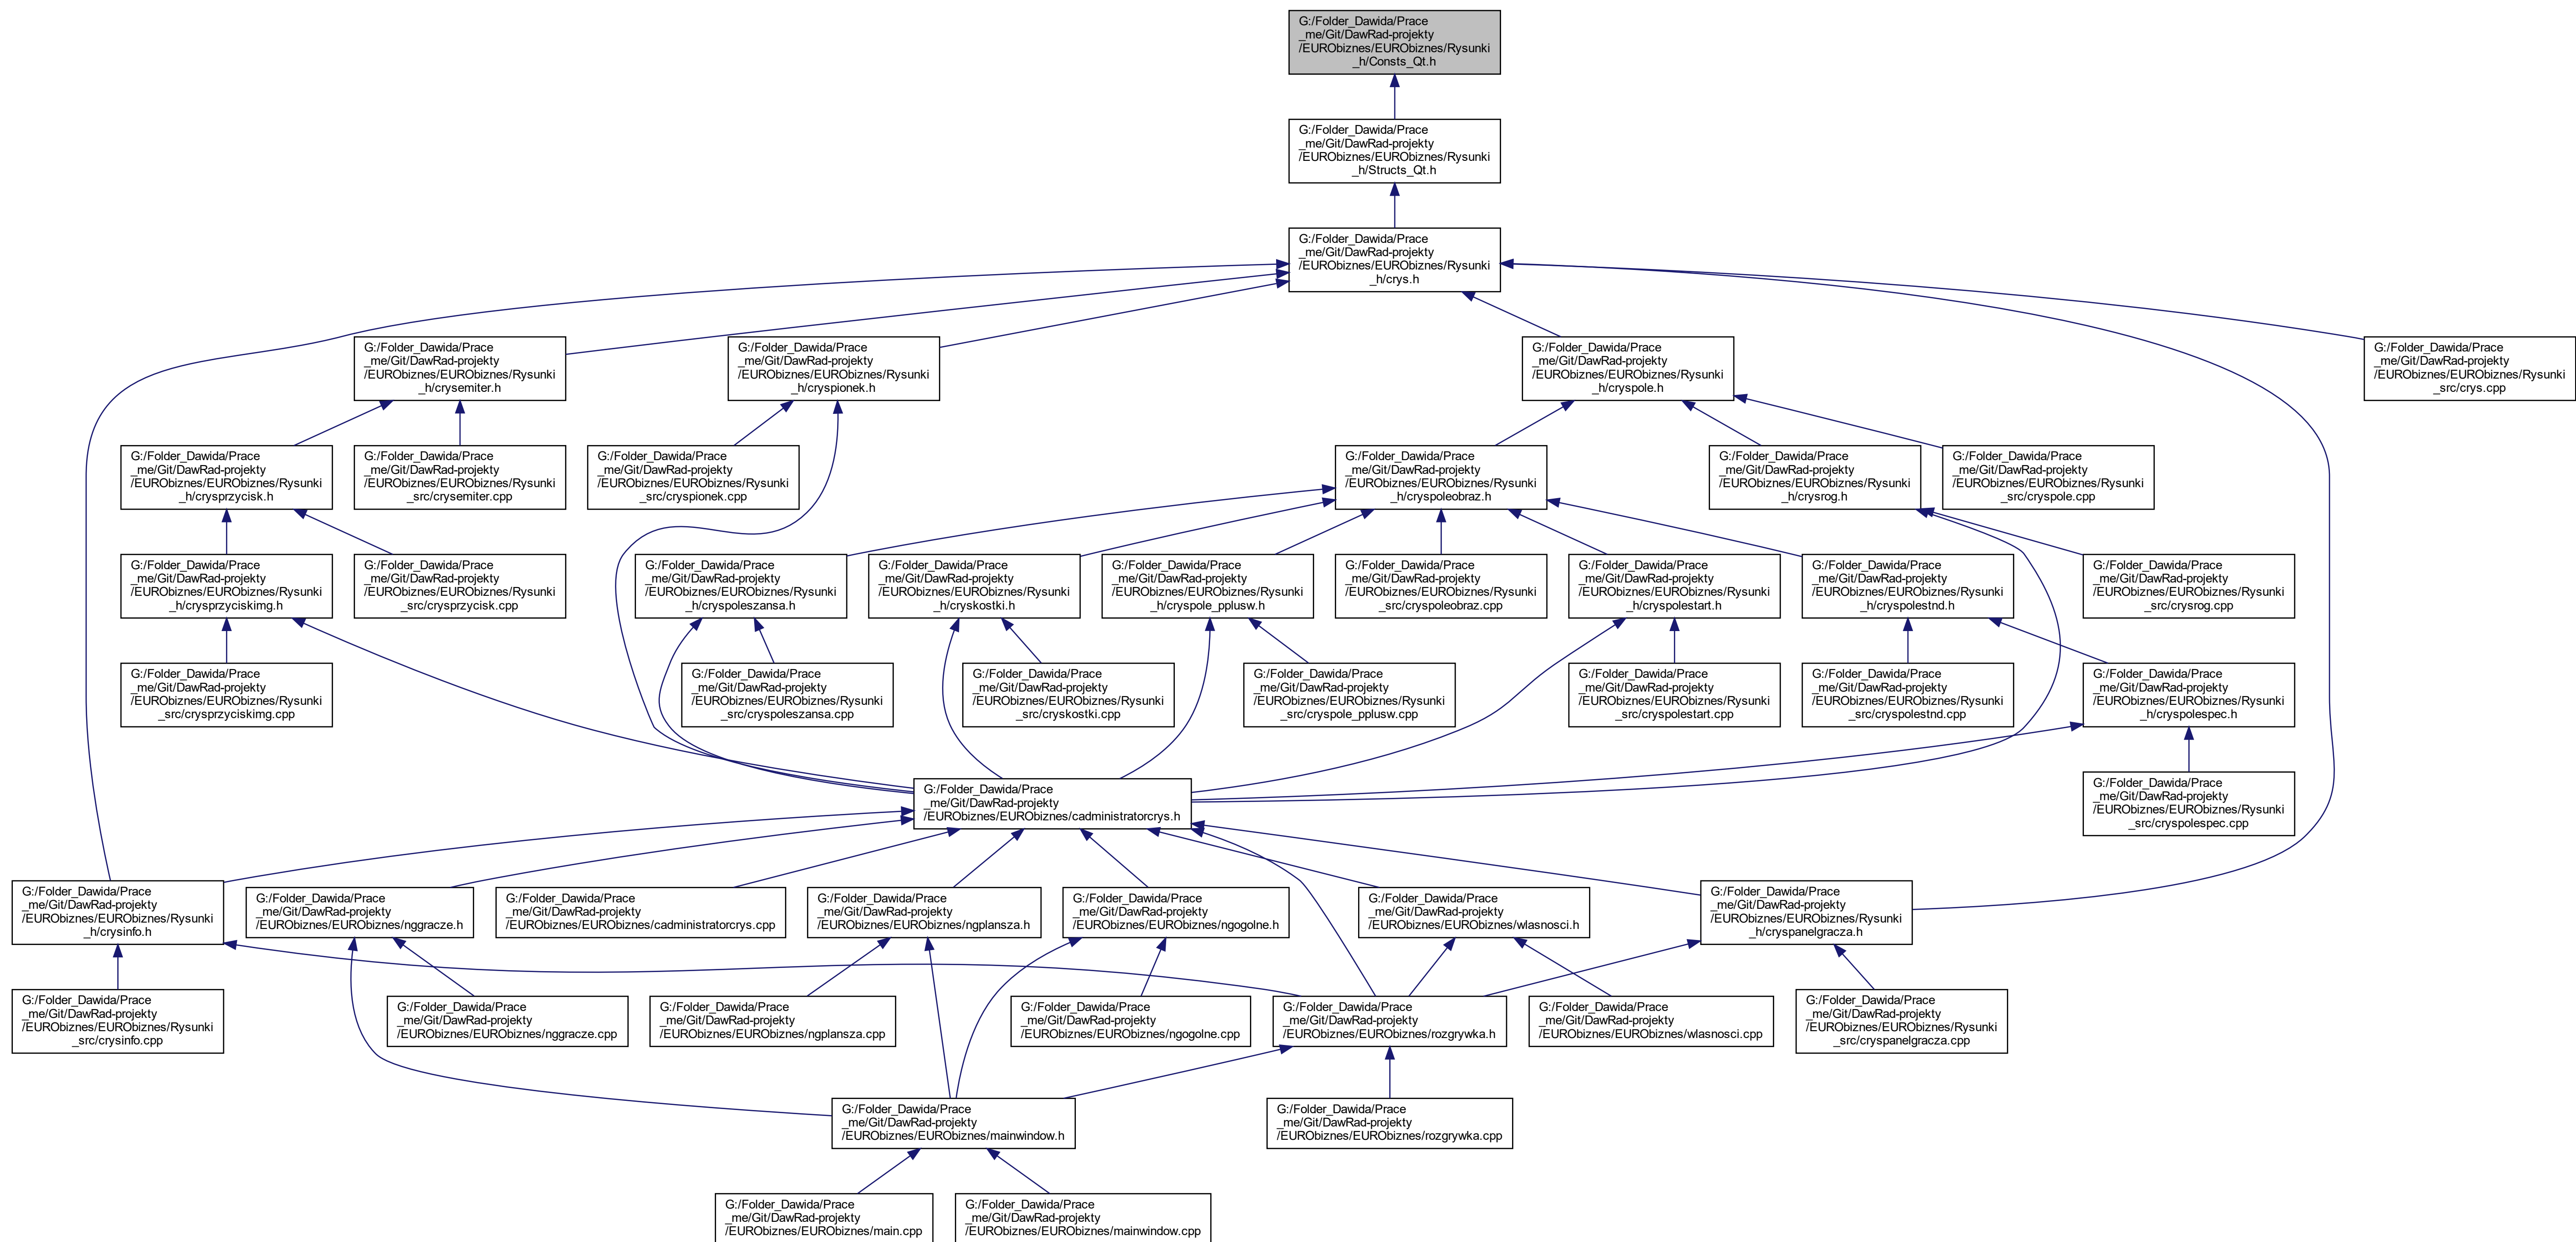 G:/Folder_Dawida/Prace
_me/Git/DawRad-projekty
/EURObiznes/EURObiznes/Rysunki
_h/Consts_Qt.h
G:/Folder_Dawida/Prace
_me/Git/DawRad-projekty
/EURObiznes/EURObiznes/Rysunki
_h/Structs_Qt.h
G:/Folder_Dawida/Prace
_me/Git/DawRad-projekty
/EURObiznes/EURObiznes/Rysunki
_h/crys.h
G:/Folder_Dawida/Prace
_me/Git/DawRad-projekty
/EURObiznes/EURObiznes/Rysunki
_h/crysemiter.h
G:/Folder_Dawida/Prace
_me/Git/DawRad-projekty
/EURObiznes/EURObiznes/Rysunki
_h/cryspionek.h
G:/Folder_Dawida/Prace
_me/Git/DawRad-projekty
/EURObiznes/EURObiznes/Rysunki
_h/cryspole.h
G:/Folder_Dawida/Prace
_me/Git/DawRad-projekty
/EURObiznes/EURObiznes/Rysunki
_src/crys.cpp
G:/Folder_Dawida/Prace
_me/Git/DawRad-projekty
/EURObiznes/EURObiznes/Rysunki
_h/crysprzycisk.h
G:/Folder_Dawida/Prace
_me/Git/DawRad-projekty
/EURObiznes/EURObiznes/Rysunki
_src/crysemiter.cpp
G:/Folder_Dawida/Prace
_me/Git/DawRad-projekty
/EURObiznes/EURObiznes/Rysunki
_src/cryspionek.cpp
G:/Folder_Dawida/Prace
_me/Git/DawRad-projekty
/EURObiznes/EURObiznes/Rysunki
_h/cryspoleobraz.h
G:/Folder_Dawida/Prace
_me/Git/DawRad-projekty
/EURObiznes/EURObiznes/Rysunki
_h/crysrog.h
G:/Folder_Dawida/Prace
_me/Git/DawRad-projekty
/EURObiznes/EURObiznes/Rysunki
_src/cryspole.cpp
G:/Folder_Dawida/Prace
_me/Git/DawRad-projekty
/EURObiznes/EURObiznes/Rysunki
_h/crysprzyciskimg.h
G:/Folder_Dawida/Prace
_me/Git/DawRad-projekty
/EURObiznes/EURObiznes/Rysunki
_src/crysprzycisk.cpp
G:/Folder_Dawida/Prace
_me/Git/DawRad-projekty
/EURObiznes/EURObiznes/Rysunki
_h/cryspoleszansa.h
G:/Folder_Dawida/Prace
_me/Git/DawRad-projekty
/EURObiznes/EURObiznes/Rysunki
_h/cryskostki.h
G:/Folder_Dawida/Prace
_me/Git/DawRad-projekty
/EURObiznes/EURObiznes/Rysunki
_h/cryspole_pplusw.h
G:/Folder_Dawida/Prace
_me/Git/DawRad-projekty
/EURObiznes/EURObiznes/Rysunki
_src/cryspoleobraz.cpp
G:/Folder_Dawida/Prace
_me/Git/DawRad-projekty
/EURObiznes/EURObiznes/Rysunki
_h/cryspolestart.h
G:/Folder_Dawida/Prace
_me/Git/DawRad-projekty
/EURObiznes/EURObiznes/Rysunki
_h/cryspolestnd.h
G:/Folder_Dawida/Prace
_me/Git/DawRad-projekty
/EURObiznes/EURObiznes/Rysunki
_src/crysrog.cpp
G:/Folder_Dawida/Prace
_me/Git/DawRad-projekty
/EURObiznes/EURObiznes/Rysunki
_src/crysprzyciskimg.cpp
G:/Folder_Dawida/Prace
_me/Git/DawRad-projekty
/EURObiznes/EURObiznes/Rysunki
_src/cryspoleszansa.cpp
G:/Folder_Dawida/Prace
_me/Git/DawRad-projekty
/EURObiznes/EURObiznes/Rysunki
_src/cryskostki.cpp
G:/Folder_Dawida/Prace
_me/Git/DawRad-projekty
/EURObiznes/EURObiznes/Rysunki
_src/cryspole_pplusw.cpp
G:/Folder_Dawida/Prace
_me/Git/DawRad-projekty
/EURObiznes/EURObiznes/Rysunki
_src/cryspolestart.cpp
G:/Folder_Dawida/Prace
_me/Git/DawRad-projekty
/EURObiznes/EURObiznes/Rysunki
_src/cryspolestnd.cpp
G:/Folder_Dawida/Prace
_me/Git/DawRad-projekty
/EURObiznes/EURObiznes/Rysunki
_h/cryspolespec.h
G:/Folder_Dawida/Prace
_me/Git/DawRad-projekty
/EURObiznes/EURObiznes/cadministratorcrys.h
G:/Folder_Dawida/Prace
_me/Git/DawRad-projekty
/EURObiznes/EURObiznes/Rysunki
_src/cryspolespec.cpp
G:/Folder_Dawida/Prace
_me/Git/DawRad-projekty
/EURObiznes/EURObiznes/Rysunki
_h/crysinfo.h
G:/Folder_Dawida/Prace
_me/Git/DawRad-projekty
/EURObiznes/EURObiznes/nggracze.h
G:/Folder_Dawida/Prace
_me/Git/DawRad-projekty
/EURObiznes/EURObiznes/cadministratorcrys.cpp
G:/Folder_Dawida/Prace
_me/Git/DawRad-projekty
/EURObiznes/EURObiznes/ngplansza.h
G:/Folder_Dawida/Prace
_me/Git/DawRad-projekty
/EURObiznes/EURObiznes/ngogolne.h
G:/Folder_Dawida/Prace
_me/Git/DawRad-projekty
/EURObiznes/EURObiznes/wlasnosci.h
G:/Folder_Dawida/Prace
_me/Git/DawRad-projekty
/EURObiznes/EURObiznes/Rysunki
_h/cryspanelgracza.h
G:/Folder_Dawida/Prace
_me/Git/DawRad-projekty
/EURObiznes/EURObiznes/Rysunki
_src/crysinfo.cpp
G:/Folder_Dawida/Prace
_me/Git/DawRad-projekty
/EURObiznes/EURObiznes/nggracze.cpp
G:/Folder_Dawida/Prace
_me/Git/DawRad-projekty
/EURObiznes/EURObiznes/ngplansza.cpp
G:/Folder_Dawida/Prace
_me/Git/DawRad-projekty
/EURObiznes/EURObiznes/ngogolne.cpp
G:/Folder_Dawida/Prace
_me/Git/DawRad-projekty
/EURObiznes/EURObiznes/rozgrywka.h
G:/Folder_Dawida/Prace
_me/Git/DawRad-projekty
/EURObiznes/EURObiznes/wlasnosci.cpp
G:/Folder_Dawida/Prace
_me/Git/DawRad-projekty
/EURObiznes/EURObiznes/Rysunki
_src/cryspanelgracza.cpp
G:/Folder_Dawida/Prace
_me/Git/DawRad-projekty
/EURObiznes/EURObiznes/mainwindow.h
G:/Folder_Dawida/Prace
_me/Git/DawRad-projekty
/EURObiznes/EURObiznes/rozgrywka.cpp
G:/Folder_Dawida/Prace
_me/Git/DawRad-projekty
/EURObiznes/EURObiznes/main.cpp
G:/Folder_Dawida/Prace
_me/Git/DawRad-projekty
/EURObiznes/EURObiznes/mainwindow.cpp